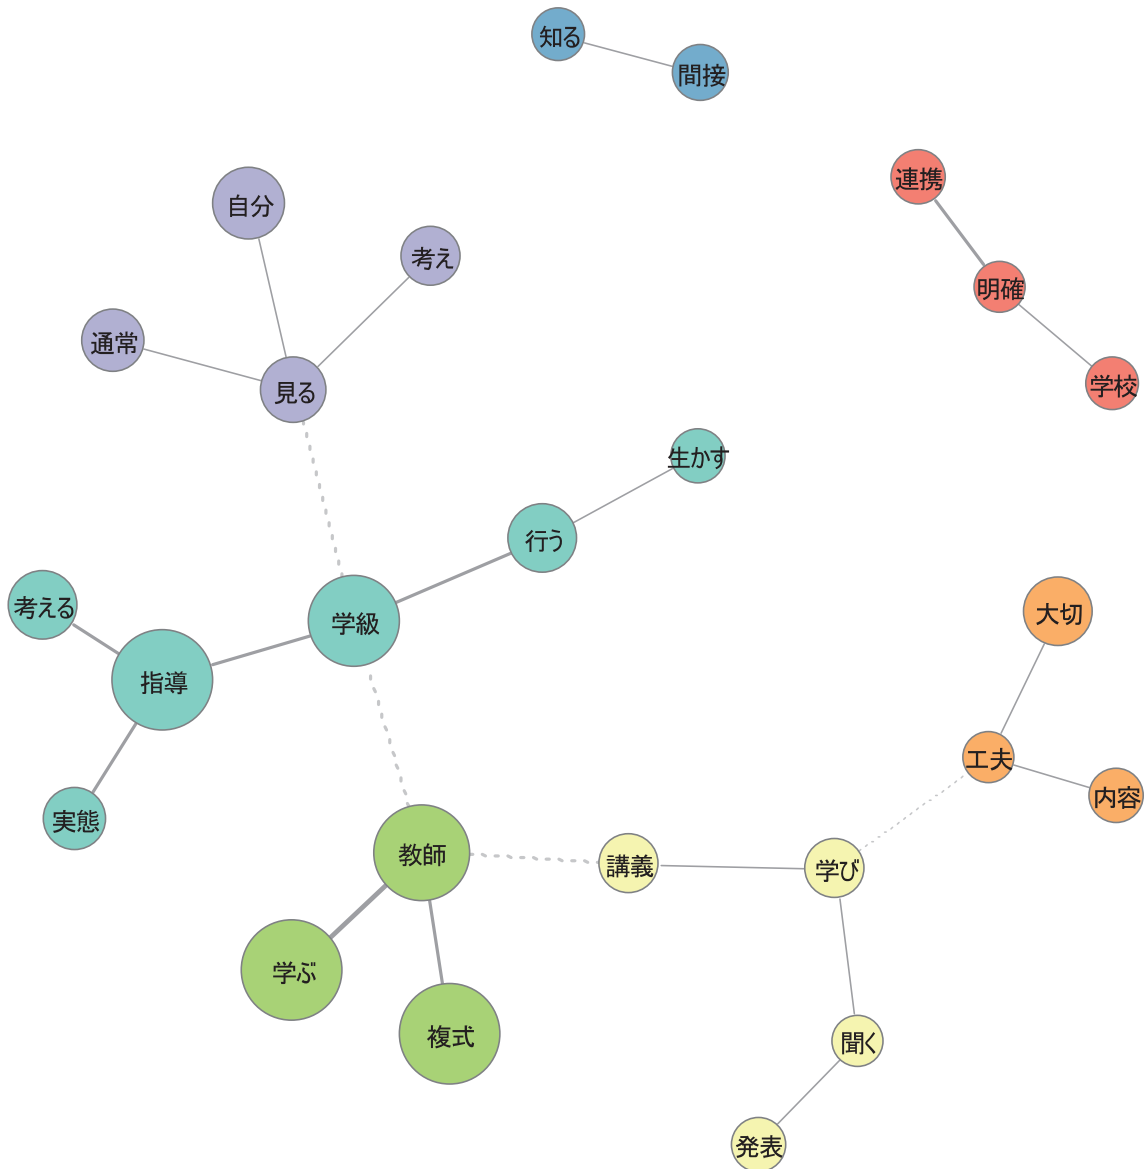 知る
間接
連携
自分
考え
明確
通常
学校
見る
生かす
行う
考える
大切
学級
指導
工夫
内容
実態
教師
講義
学び
学ぶ
複式
聞く
発表